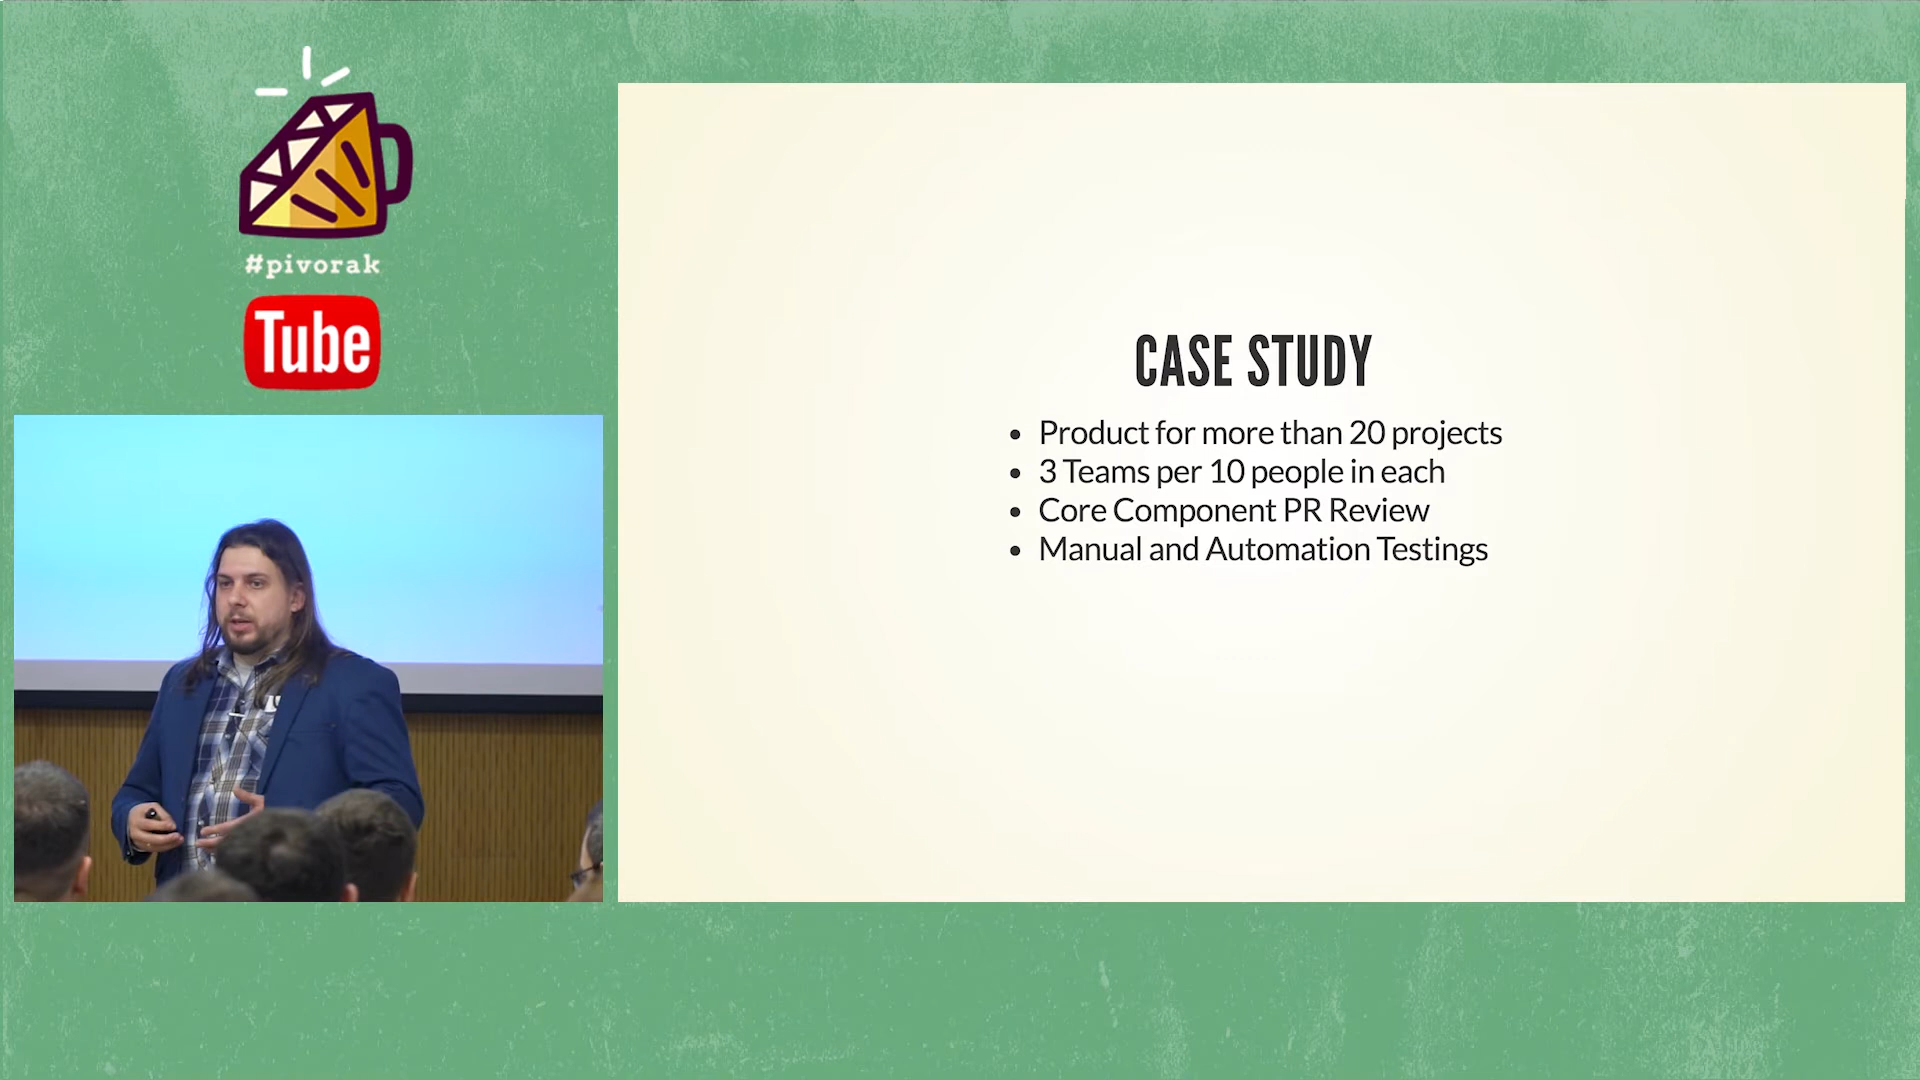 #pivorak
Tube
CASE STUDY
Product for more than 20 projects
3 Teams per 10 people in each
Core Component PR Review
Manual and Automation Testings